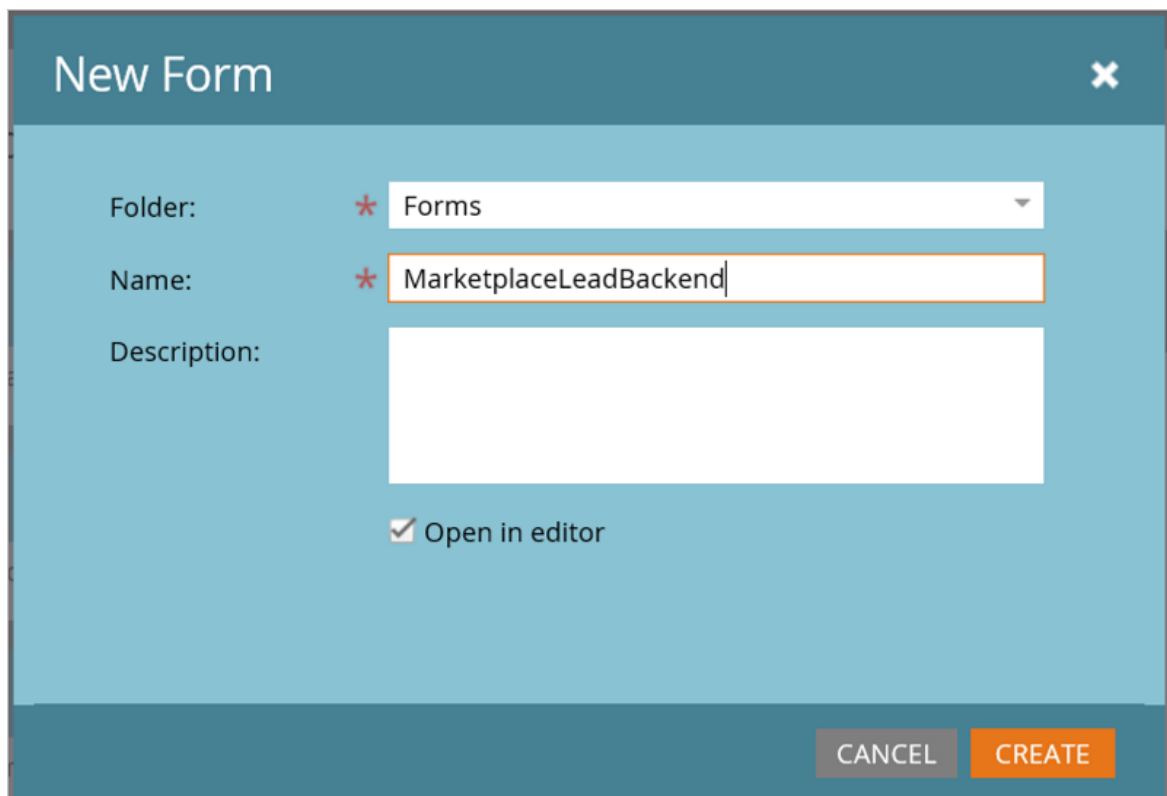 New Form
Folder: * Forms
Name: * MarketplaceLeadBackend
Description:
Open in editor
CANCEL CREATE